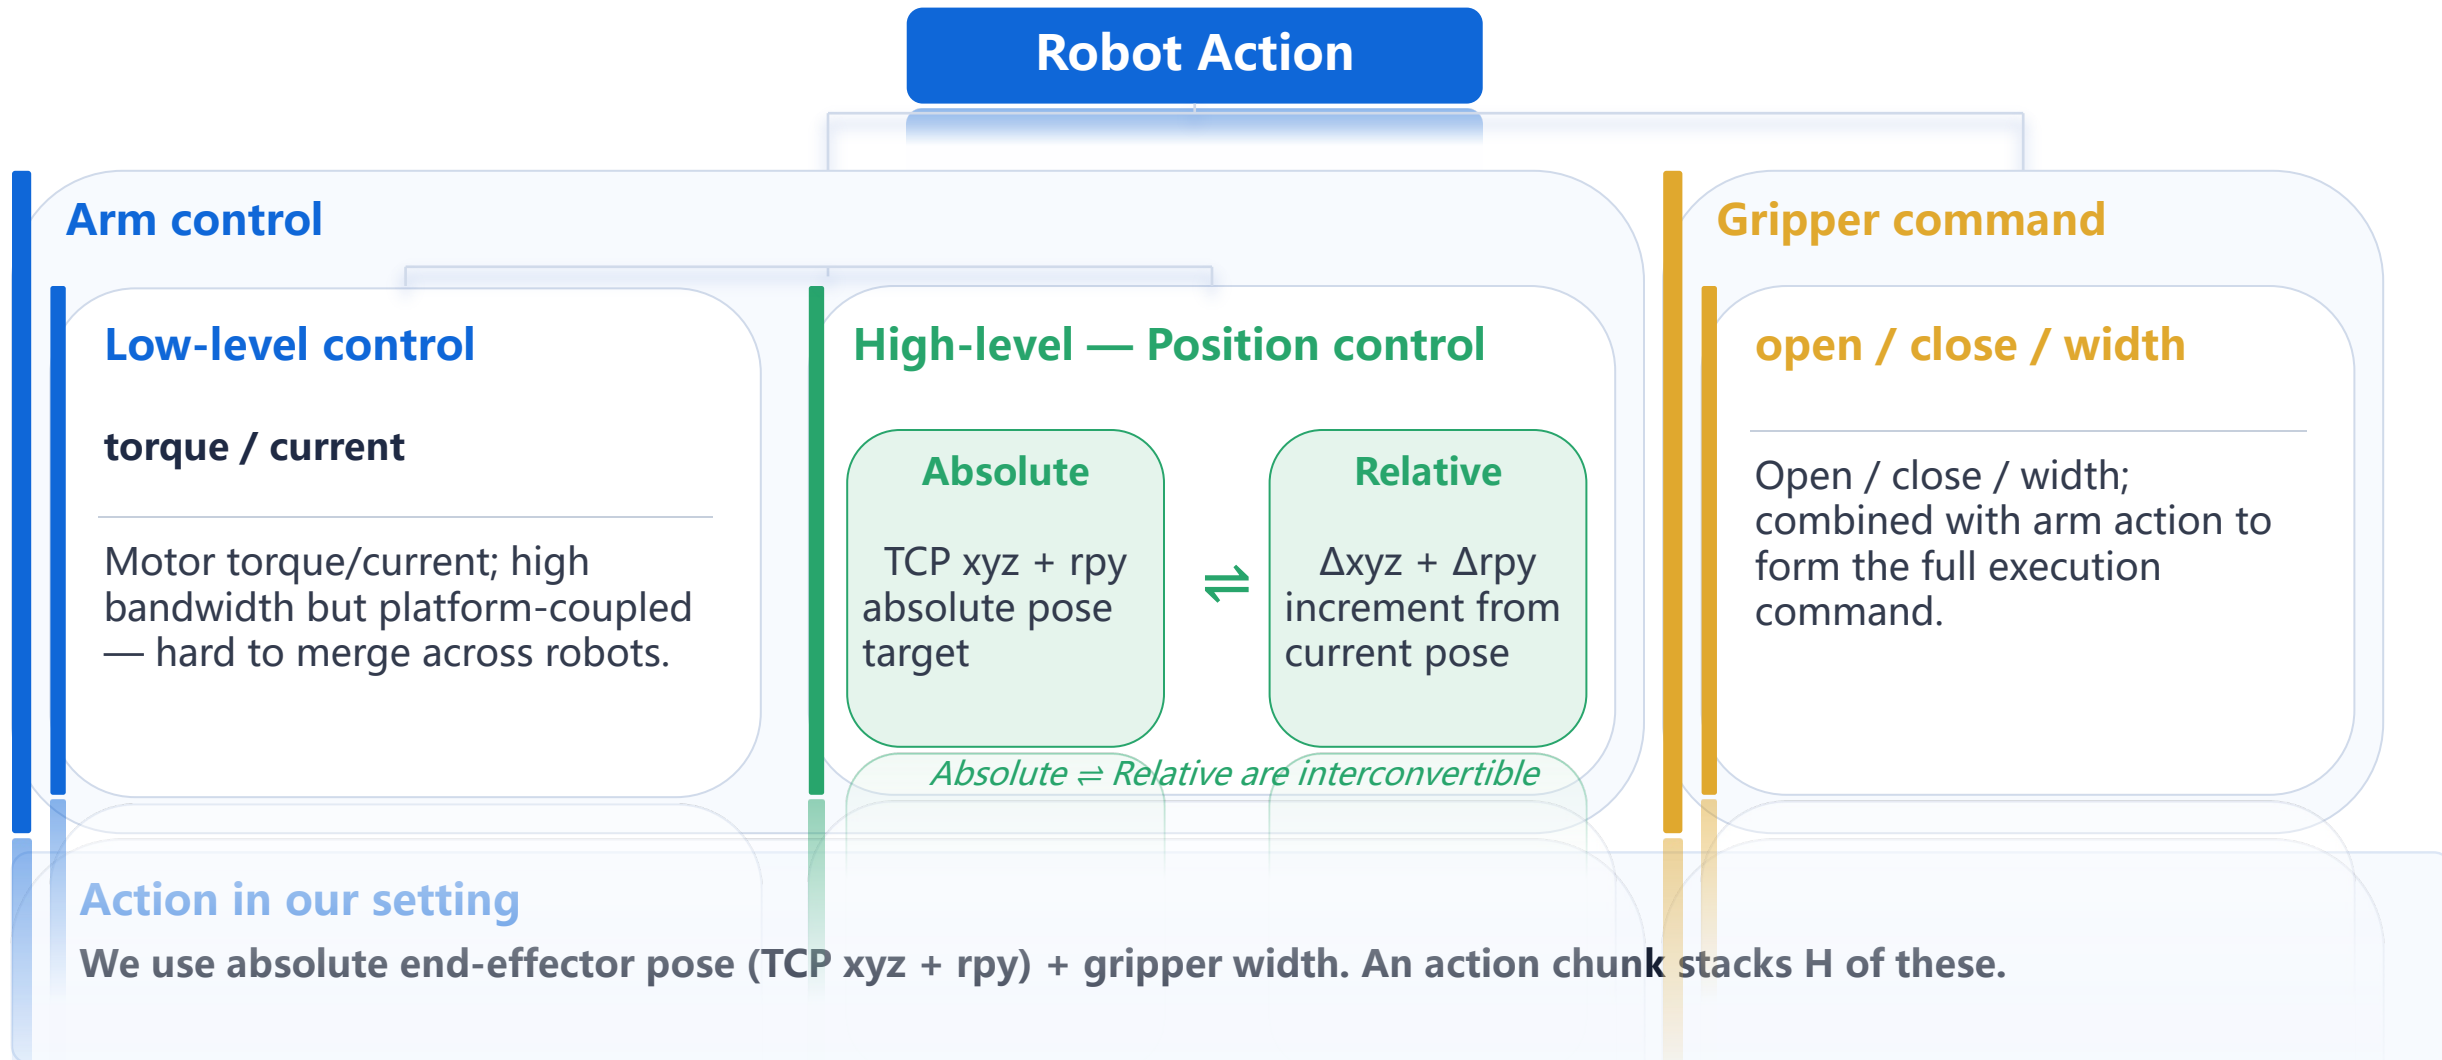 Robot Action
Arm control
Low-level control
torque / current
Motor torque/current; high
bandwidth but platform-coupled
— hard to merge across robots.
High-level — Position control
Absolute
TCP xyz + rpy
absolute pose
target
⇌
Relative
Δxyz + Δrpy
increment from
current pose
Absolute ⇌ Relative are interconvertible
Gripper command
open / close / width
Open / close / width;
combined with arm action to
form the full execution
command.
Action in our setting
We use absolute end-effector pose (TCP xyz + rpy) + gripper width. An action chunk stacks H of these.